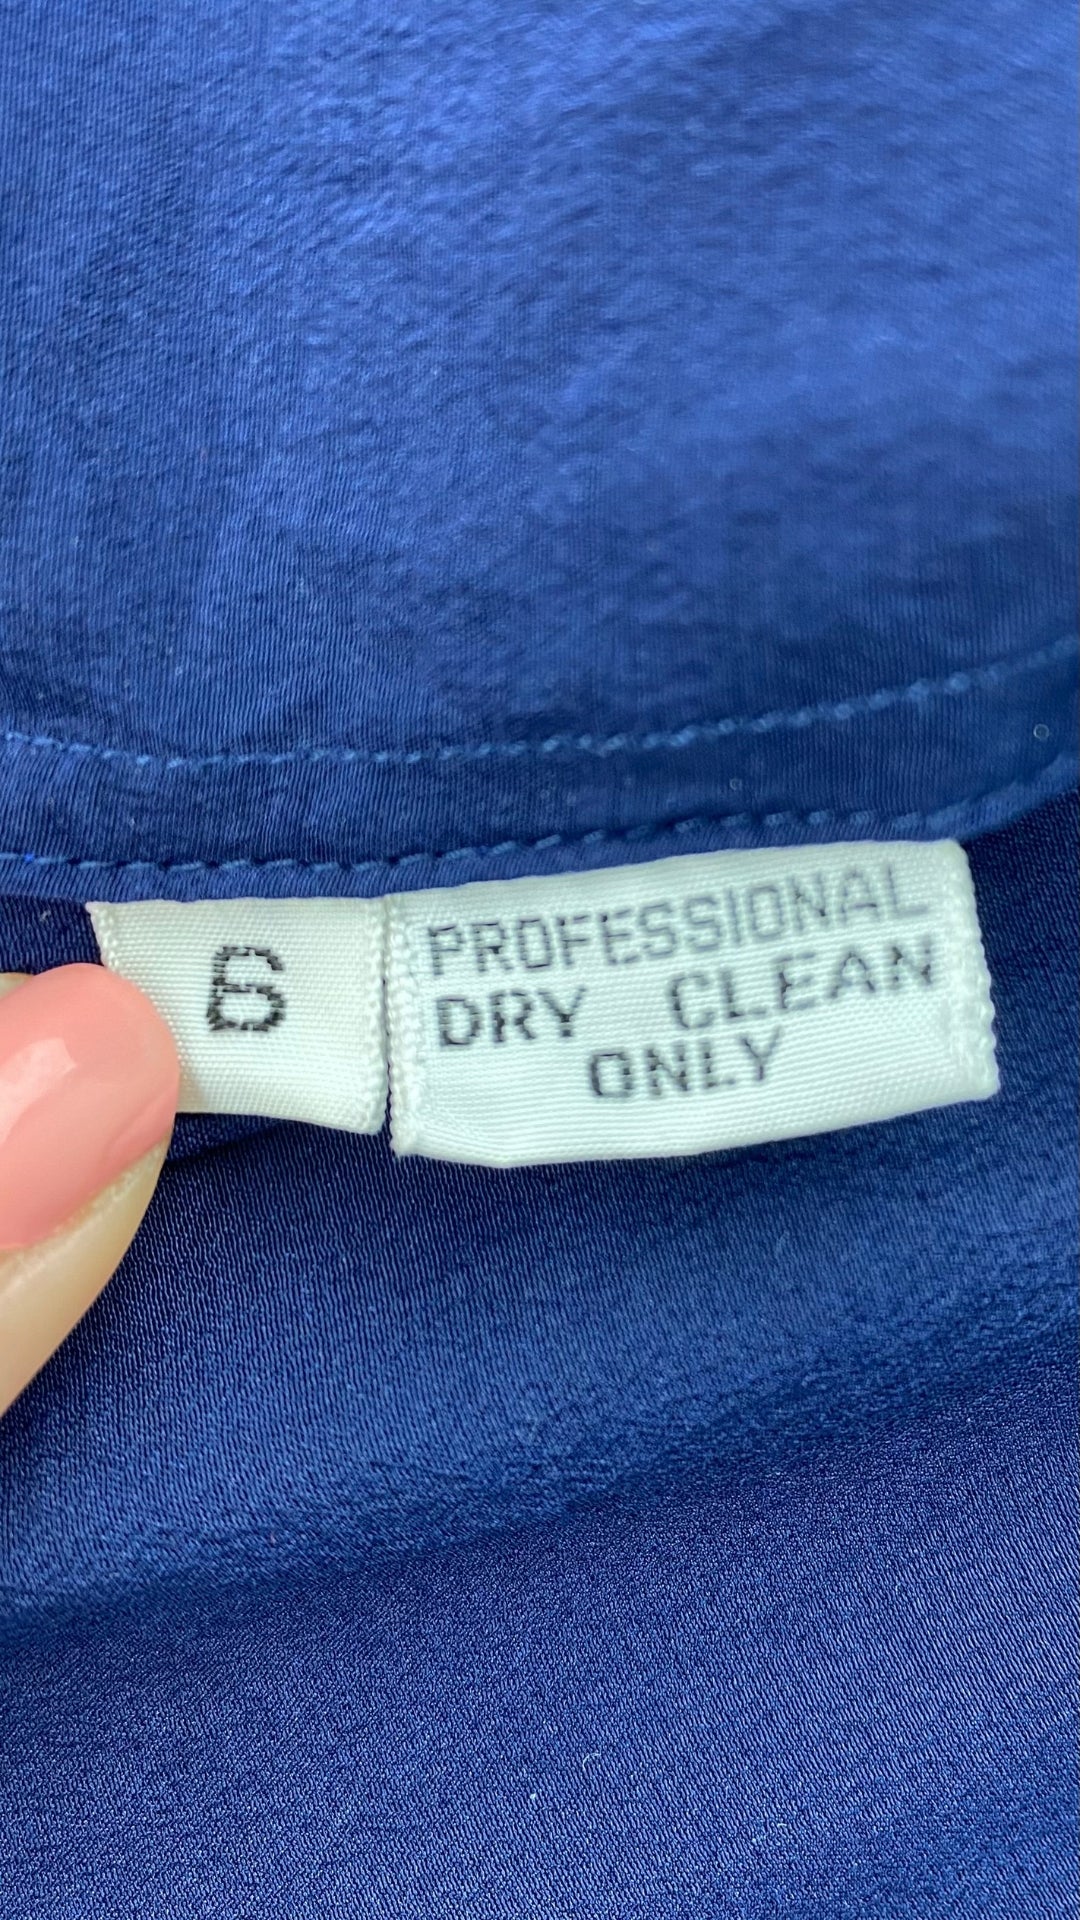 6
PROFESSIONAL
DRY CLEAN
ONLY